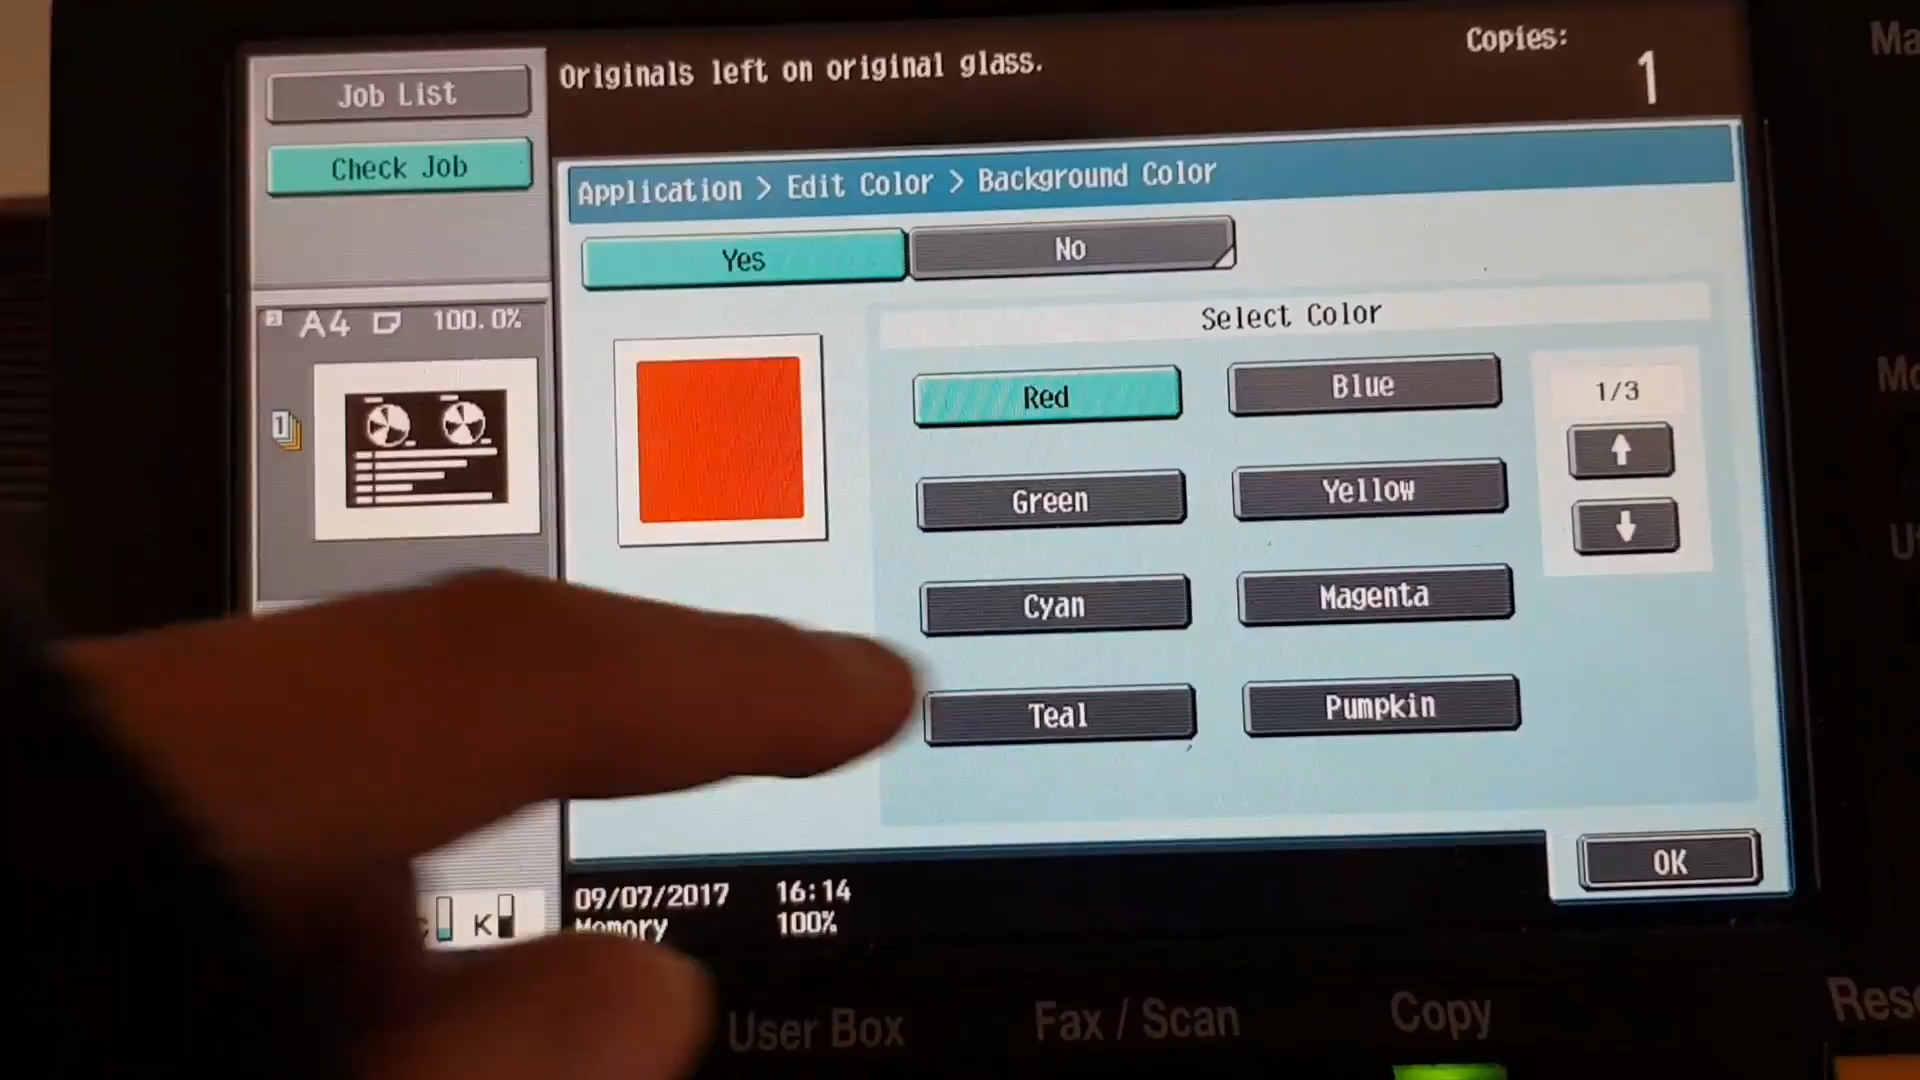 Originals left on original glass.
Copies:
1
Job List
Check Job
Application > Edit Color > Background Color
Yes
No
A4 100.0%
1
Select Color
Red
Blue
1/3
Green
Yellow
Cyan
Magenta
Teal
Pumpkin
OK
K
09/07/2017 16:14
Memory 100%
User Box
Fax / Scan
Copy